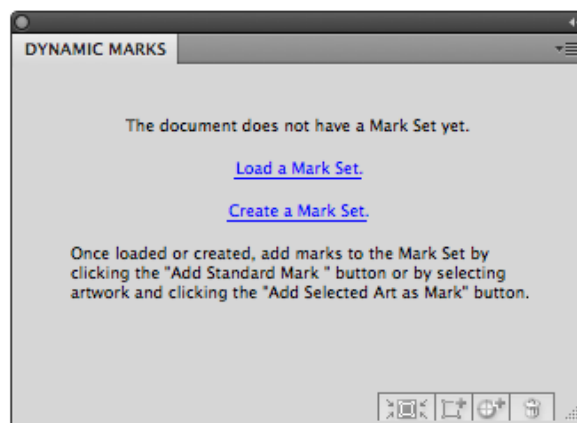 DYNAMIC MARKS
The document does not have a Mark Set yet.
Load a Mark Set.
Create a Mark Set.
Once loaded or created, add marks to the Mark Set by
clicking the "Add Standard Mark " button or by selecting
artwork and clicking the "Add Selected Art as Mark" button.